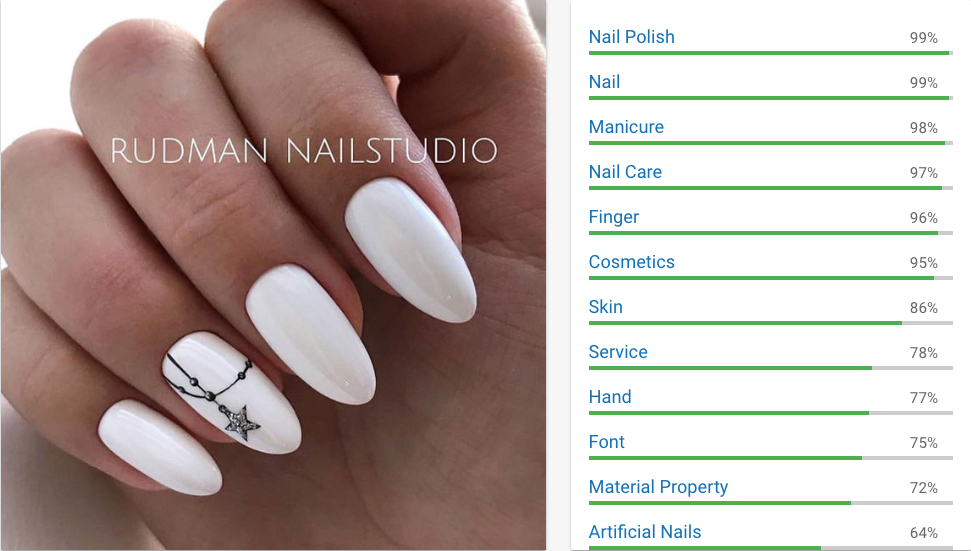 RUDMAN NAILSTUDIO
Nail Polish 99%
Nail 99%
Manicure 98%
Nail Care 97%
Finger 96%
Cosmetics 95%
Skin 86%
Service 78%
Hand 77%
Font 75%
Material Property 72%
Artificial Nails 64%